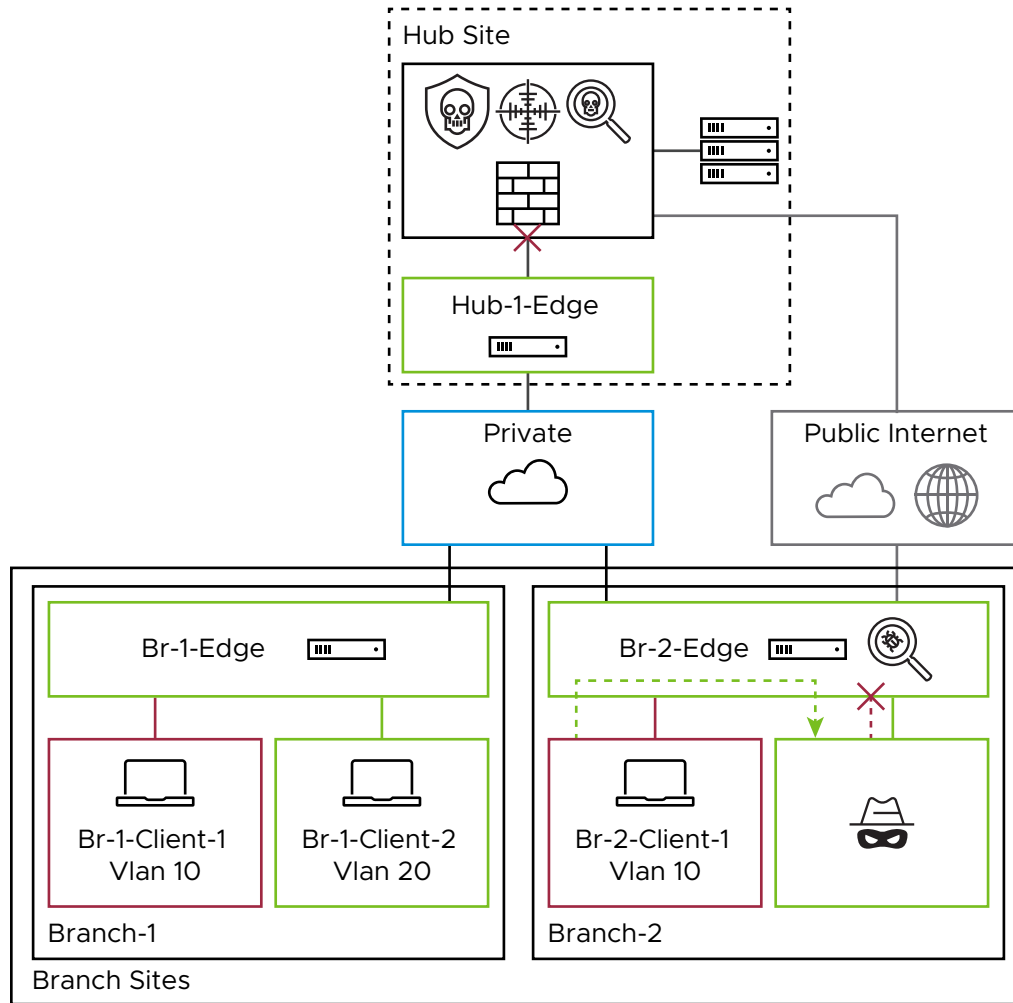 Hub Site
Hub-1-Edge
Private
Public Internet
Br-1-Edge
Br-2-Edge
Br-1-Client-1
Vlan 10
Br-1-Client-2
Vlan 20
Br-2-Client-1
Vlan 10
Branch-1
Branch-2
Branch Sites